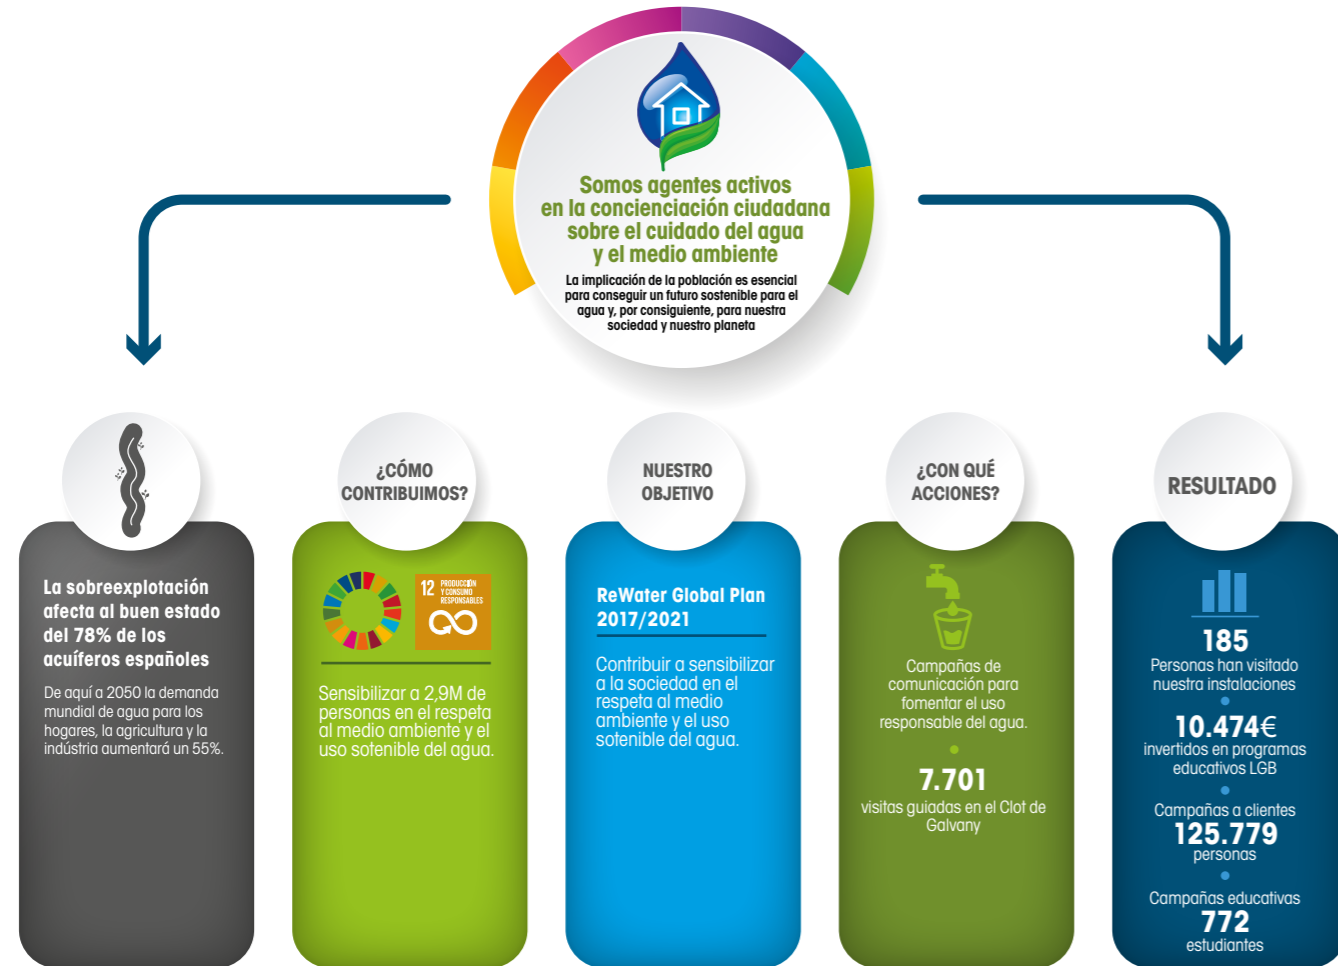 Somos agentes activos
en la concienciación ciudadana
sobre el cuidado del agua
y el medio ambiente
La implicación de la población es esencial
para conseguir un futuro sostenible para el
agua y, por consiguiente, para nuestra
sociedad y nuestro planeta
La sobreexplotación
afecta al buen estado
del 78% de los
acuíferos españoles
De aquí a 2050 la demanda
mundial de agua para los
hogares, la agricultura y la
indústria aumentará un 55%.
¿CÓMO
CONTRIBUIMOS?
12 PRODUCCIÓN
Y CONSUMO
RESPONSABLES
Sensibilizar a 2,9M de
personas en el respeta
al medio ambiente y el
uso sotenible del agua.
NUESTRO
OBJETIVO
ReWater Global Plan
2017/2021
Contribuir a sensibilizar
a la sociedad en el
respeta al medio
ambiente y el uso
sotenible del agua.
¿CON QUÉ
ACCIONES?
Campañas de
comunicación para
fomentar el uso
responsable del agua.
7.701
visitas guiadas en el Clot de
Galvany
RESULTADO
185
Personas han visitado
nuestra instalaciones
10.474€
invertidos en programas
educativos LGB
Campañas a clientes
125.779
personas
Campañas educativas
772
estudiantes